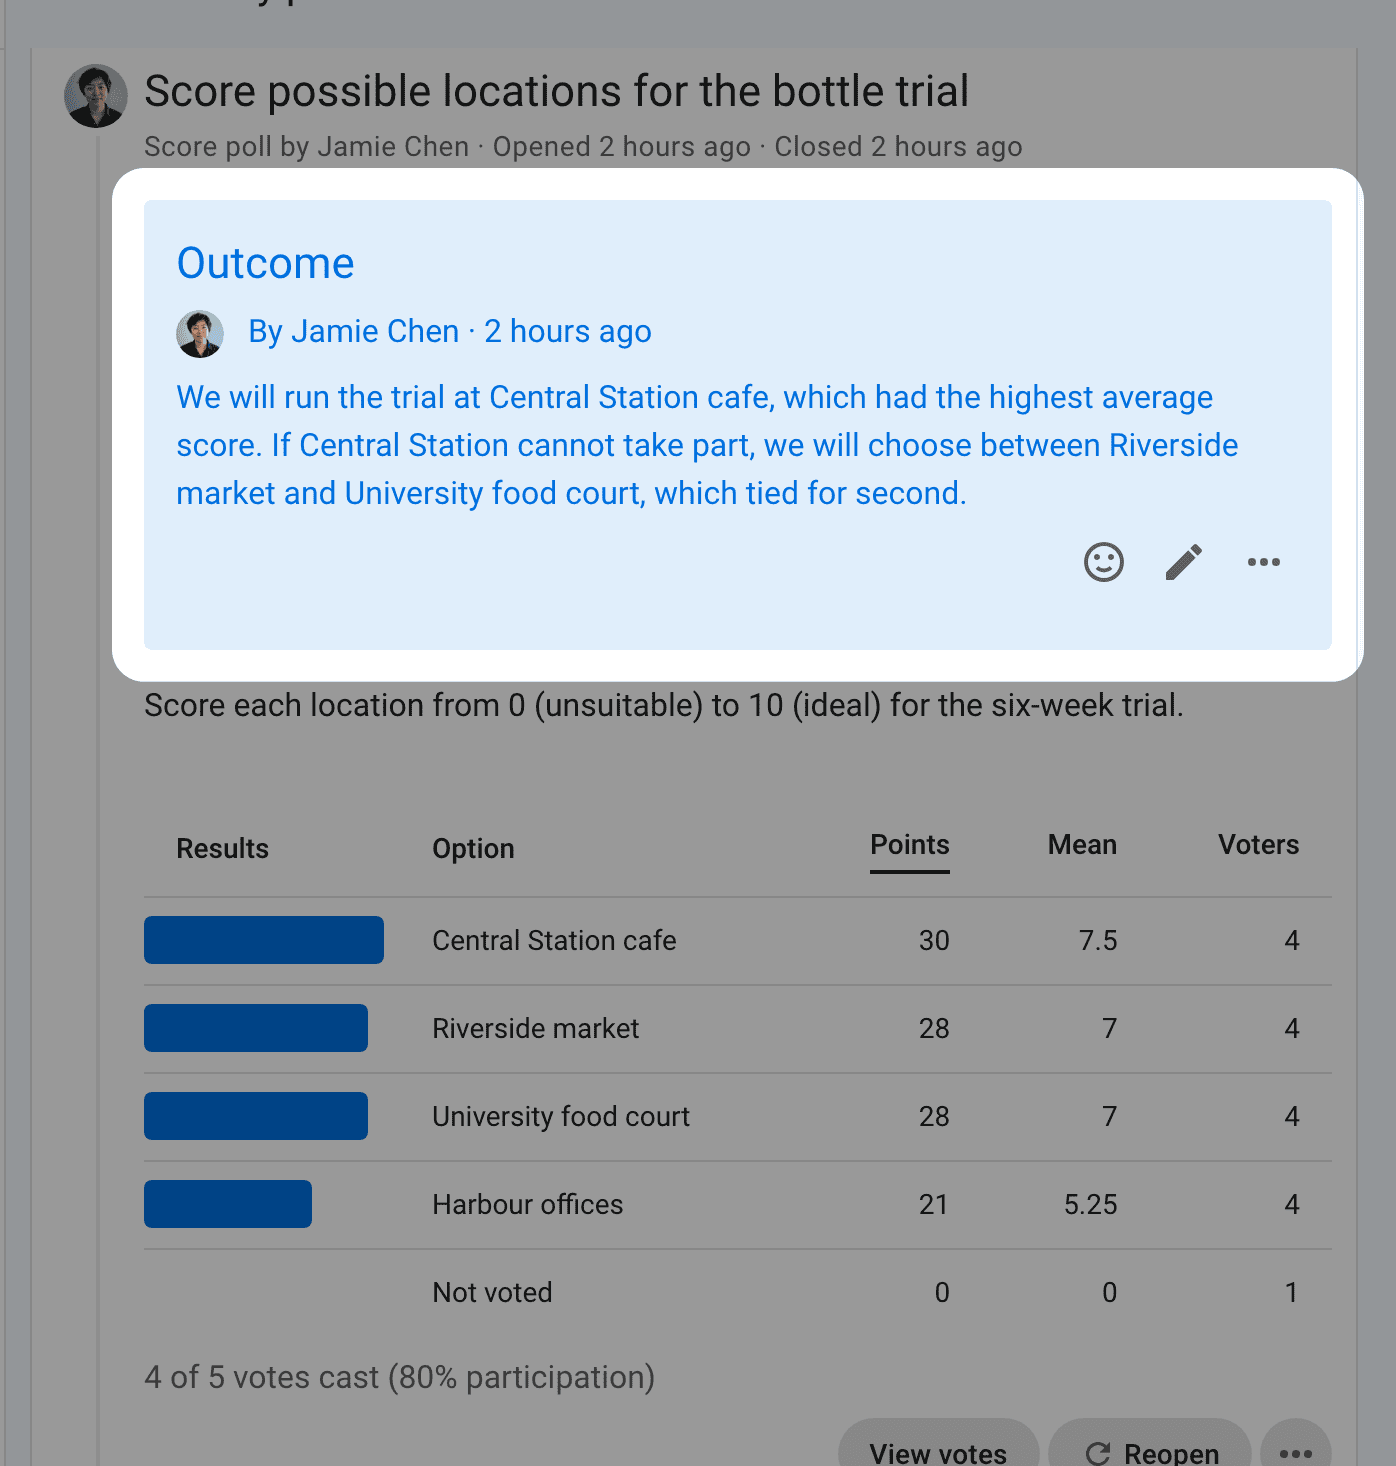 Score possible locations for the bottle trial
Score poll by Jamie Chen · Opened 2 hours ago · Closed 2 hours ago
Outcome
By Jamie Chen · 2 hours ago
We will run the trial at Central Station cafe, which had the highest average
score. If Central Station cannot take part, we will choose between Riverside
market and University food court, which tied for second.
Score each location from 0 (unsuitable) to 10 (ideal) for the six-week trial.
Results Option Points Mean Voters
Central Station cafe 30 7.5 4
Riverside market 28 7 4
University food court 28 7 4
Harbour offices 21 5.25 4
Not voted 0 0 1
4 of 5 votes cast (80% participation)
View votes Reopen